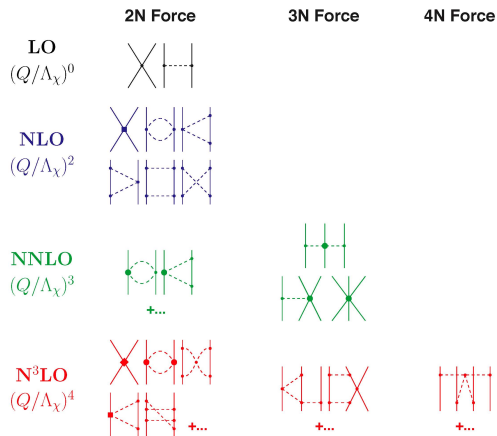 2N Force 3N Force 4N Force
LO
(Q/Λχ)⁰
NLO
(Q/Λχ)²
NNLO
(Q/Λχ)³
+...
N³LO
(Q/Λχ)⁴
+... +... +...